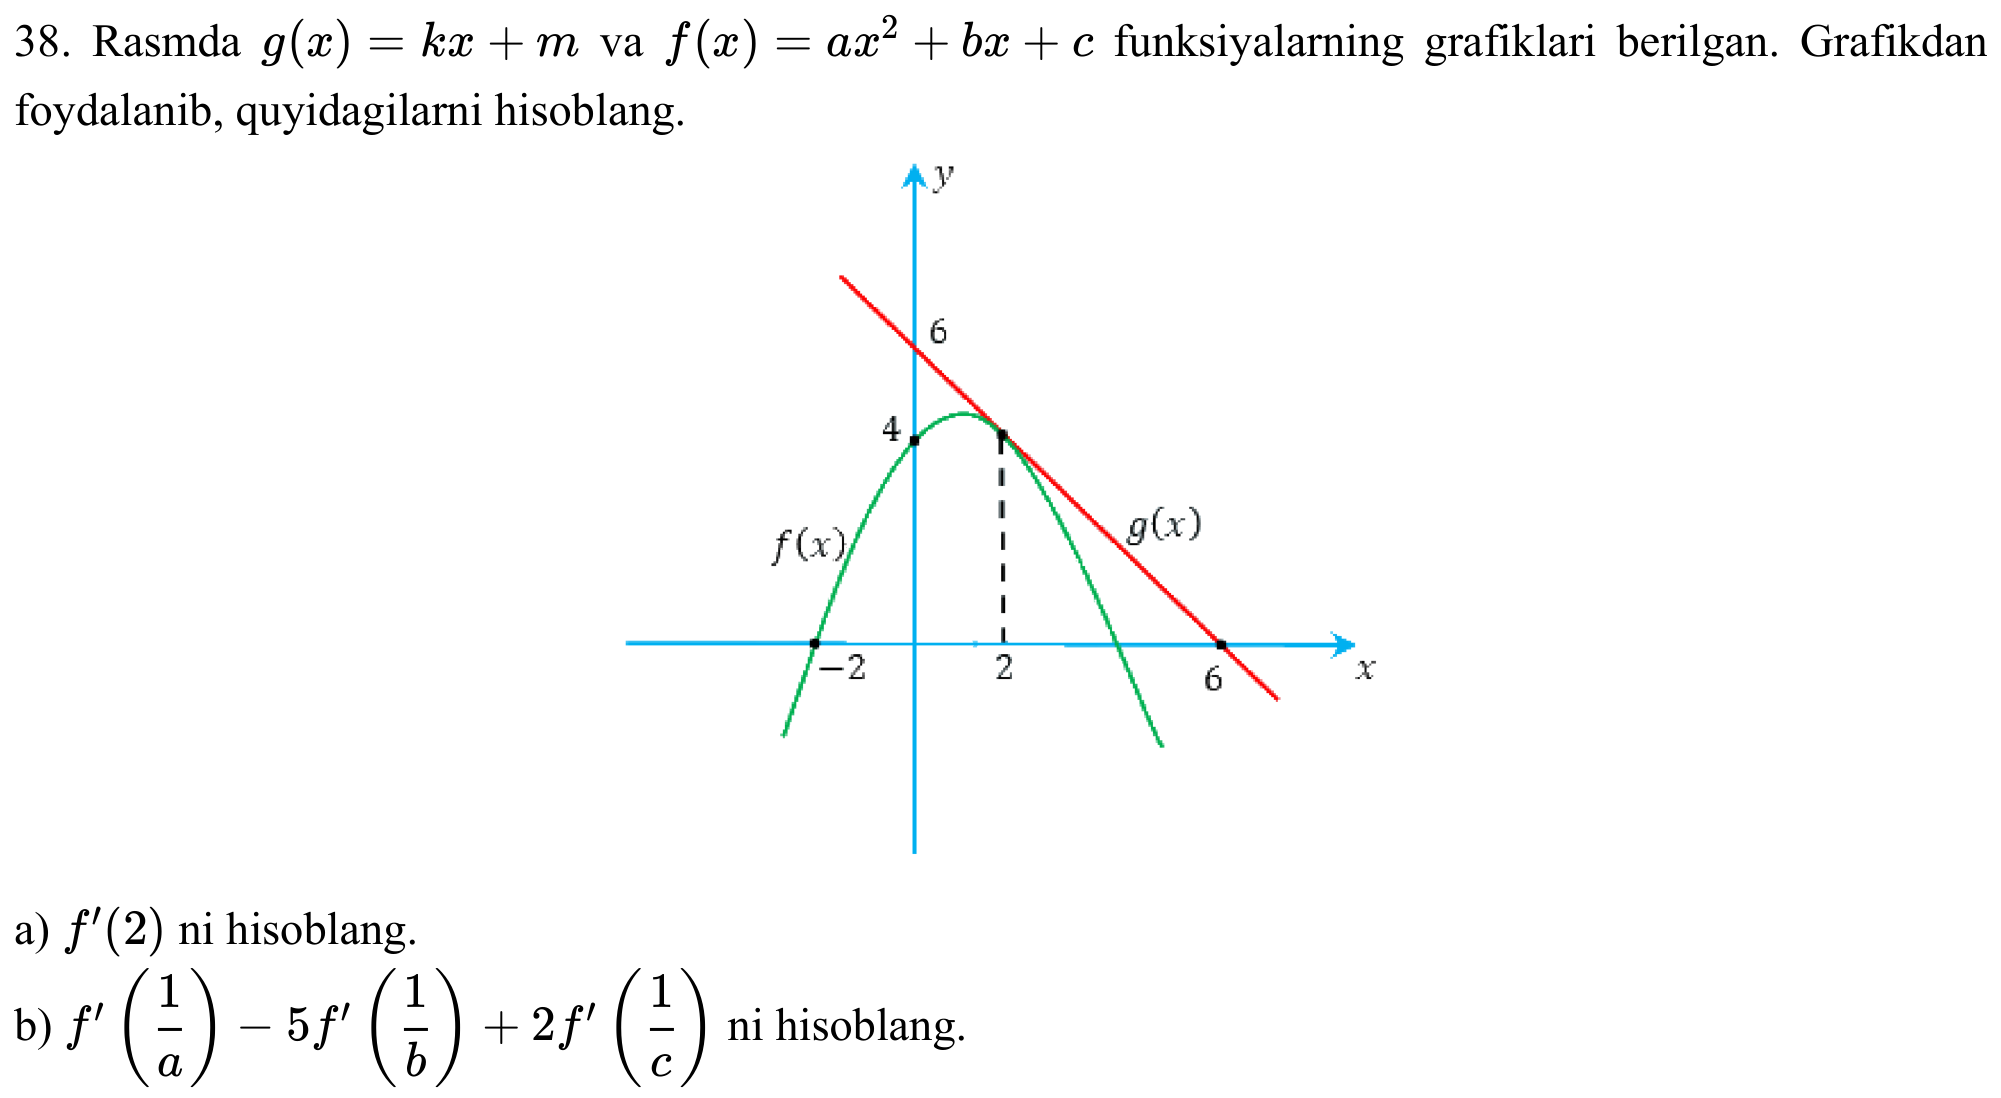 38. Rasmda g(x) = kx + m va f(x) = ax² + bx + c funksiyalarning grafiklari berilgan. Grafikdan
foydalanib, quyidagilarni hisoblang.
y
6
4
g(x)
f(x)
−2 2 6 x
a) f′(2) ni hisoblang.
b) f′(1/a) − 5f′(1/b) + 2f′(1/c) ni hisoblang.